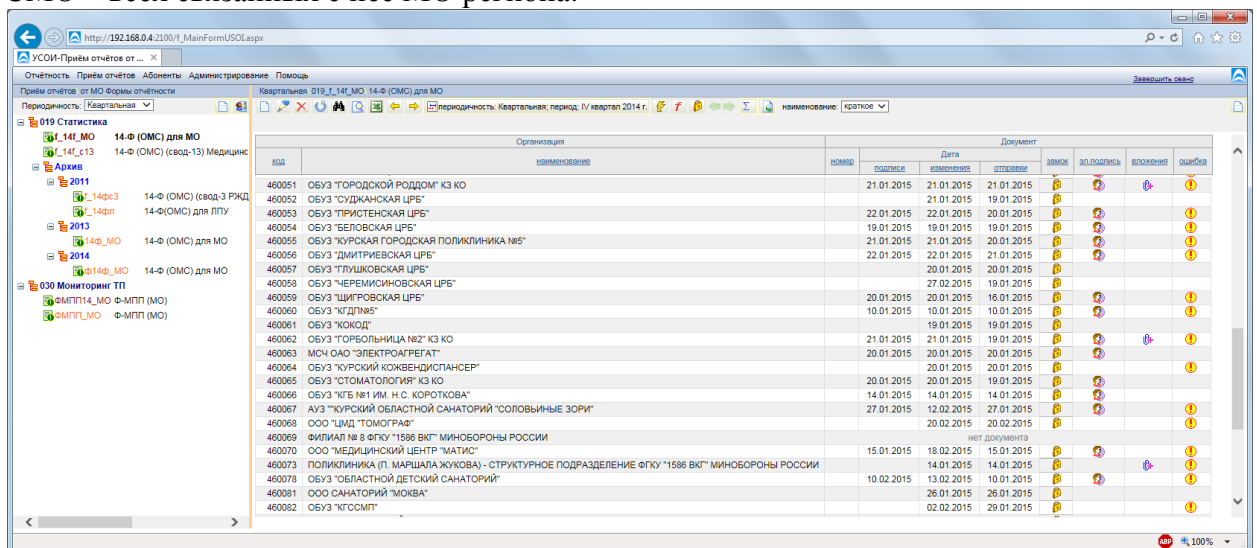 http://192.168.0.4:2100/f_MainFormUSOI.aspx
УСОИ-Приём отчётов от ... ×
Отчётность Приём отчётов Абоненты Администрирование Помощь Завершить сеанс
Приём отчётов от МО Формы отчётности
Периодичность: Квартальная
019 Статистика
f_14f_МО 14-Ф (ОМС) для МО
f_14f_c13 14-Ф (ОМС) (свод-13) Медицинс
Архив
2011
f_14фс3 14-Ф (ОМС) (свод-3 РЖД
f_14фл 14-Ф(ОМС) для ЛПУ
2013
14ф_МО 14-Ф (ОМС) для МО
2014
ф14ф_МО 14-Ф (ОМС) для МО
030 Мониторинг ТП
ФМПП14_МО Ф-МПП (МО)
ФМПП_МО Ф-МПП (МО)
Квартальная 019_f_14f_МО 14-Ф (ОМС) для МО
периодичность: Квартальная; период: IV квартал 2014 г. наименование: краткое
Организация Документ
код наименование номер Дата замок эл.подпись вложения ошибка
подписи изменения отправки
460051 ОБУЗ "ГОРОДСКОЙ РОДДОМ" КЗ КО 21.01.2015 21.01.2015 21.01.2015
460052 ОБУЗ "СУДЖАНСКАЯ ЦРБ" 21.01.2015 19.01.2015
460053 ОБУЗ "ПРИСТЕНСКАЯ ЦРБ" 22.01.2015 22.01.2015 20.01.2015
460054 ОБУЗ "БЕЛОВСКАЯ ЦРБ" 19.01.2015 19.01.2015 19.01.2015
460055 ОБУЗ "КУРСКАЯ ГОРОДСКАЯ ПОЛИКЛИНИКА №5" 21.01.2015 21.01.2015 20.01.2015
460056 ОБУЗ "ДМИТРИЕВСКАЯ ЦРБ" 22.01.2015 22.01.2015 21.01.2015
460057 ОБУЗ "ГЛУШКОВСКАЯ ЦРБ" 20.01.2015 20.01.2015
460058 ОБУЗ "ЧЕРЕМИСИНОВСКАЯ ЦРБ" 27.02.2015 19.01.2015
460059 ОБУЗ "ЩИГРОВСКАЯ ЦРБ" 20.01.2015 20.01.2015 16.01.2015
460060 ОБУЗ "КГДП№5" 10.01.2015 10.01.2015 10.01.2015
460061 ОБУЗ "КОКОД" 19.01.2015 19.01.2015
460062 ОБУЗ "ГОРБОЛЬНИЦА №2" КЗ КО 21.01.2015 21.01.2015 19.01.2015
460063 МСЧ ОАО "ЭЛЕКТРОАГРЕГАТ" 20.01.2015 20.01.2015 20.01.2015
460064 ОБУЗ "КУРСКИЙ КОЖВЕНДИСПАНСЕР" 20.01.2015 20.01.2015
460065 ОБУЗ "СТОМАТОЛОГИЯ" КЗ КО 20.01.2015 20.01.2015 19.01.2015
460066 ОБУЗ "КГБ №1 ИМ. Н.С. КОРОТКОВА" 14.01.2015 14.01.2015 14.01.2015
460067 АУЗ ""КУРСКИЙ ОБЛАСТНОЙ САНАТОРИЙ "СОЛОВЬИНЫЕ ЗОРИ" 27.01.2015 12.02.2015 27.01.2015
460068 ООО "ЦМД "ТОМОГРАФ" 20.02.2015 20.02.2015
460069 ФИЛИАЛ № 8 ФГКУ "1586 ВКГ" МИНОБОРОНЫ РОССИИ нет документа
460070 ООО "МЕДИЦИНСКИЙ ЦЕНТР "МАТИС" 15.01.2015 18.02.2015 15.01.2015
460073 ПОЛИКЛИНИКА (П. МАРШАЛА ЖУКОВА) - СТРУКТУРНОЕ ПОДРАЗДЕЛЕНИЕ ФГКУ "1586 ВКГ" МИНОБОРОНЫ РОССИИ 14.01.2015 14.01.2015
460078 ОБУЗ "ОБЛАСТНОЙ ДЕТСКИЙ САНАТОРИЙ" 10.02.2015 13.02.2015 10.01.2015
460081 ООО САНАТОРИЙ "МОКВА" 26.01.2015 26.01.2015
460082 ОБУЗ "КГССМП" 02.02.2015 29.01.2015
ABP 100%